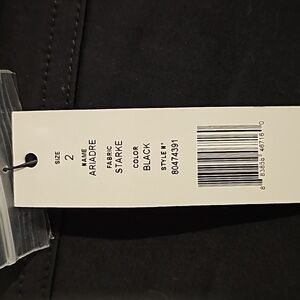 SIZE
2
NAME
ARIADRE
FABRIC
STARKE
COLOR
BLACK
STYLE N°
80474391